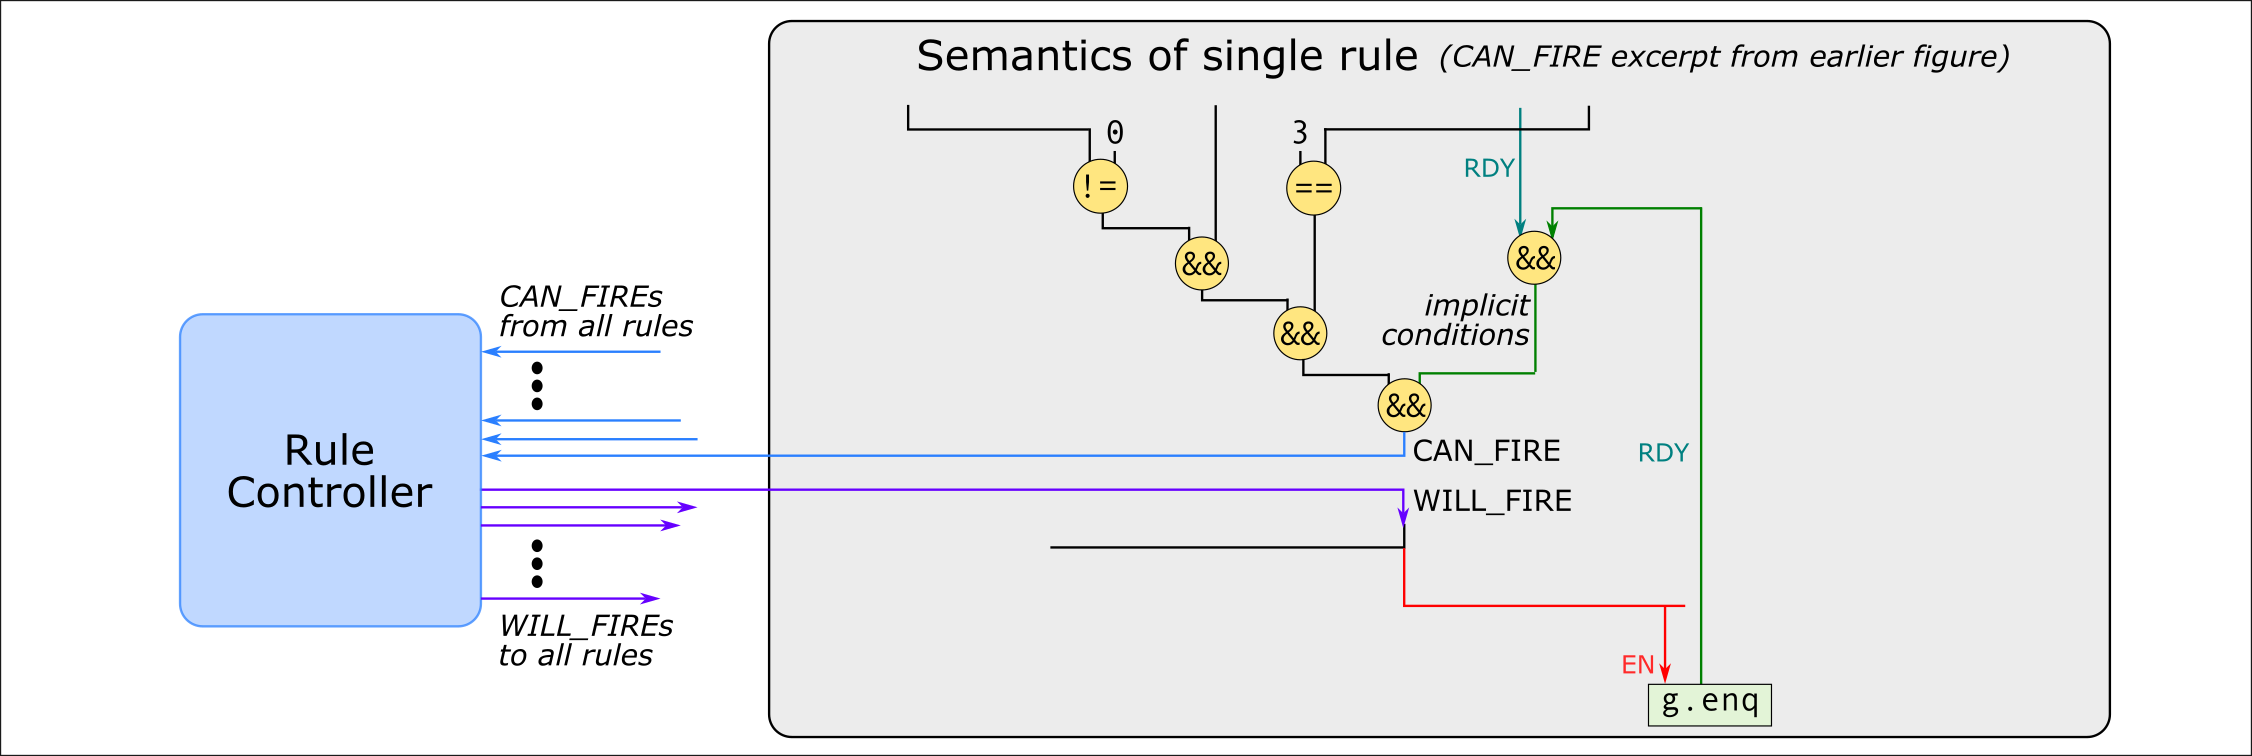 Semantics of single rule (CAN_FIRE excerpt from earlier figure)
0
3
!=
==
RDY
&&
&&
&&
&&
implicit
conditions
CAN_FIREs
from all rules
Rule
Controller
CAN_FIRE
RDY
WILL_FIRE
WILL_FIREs
to all rules
EN
g.enq